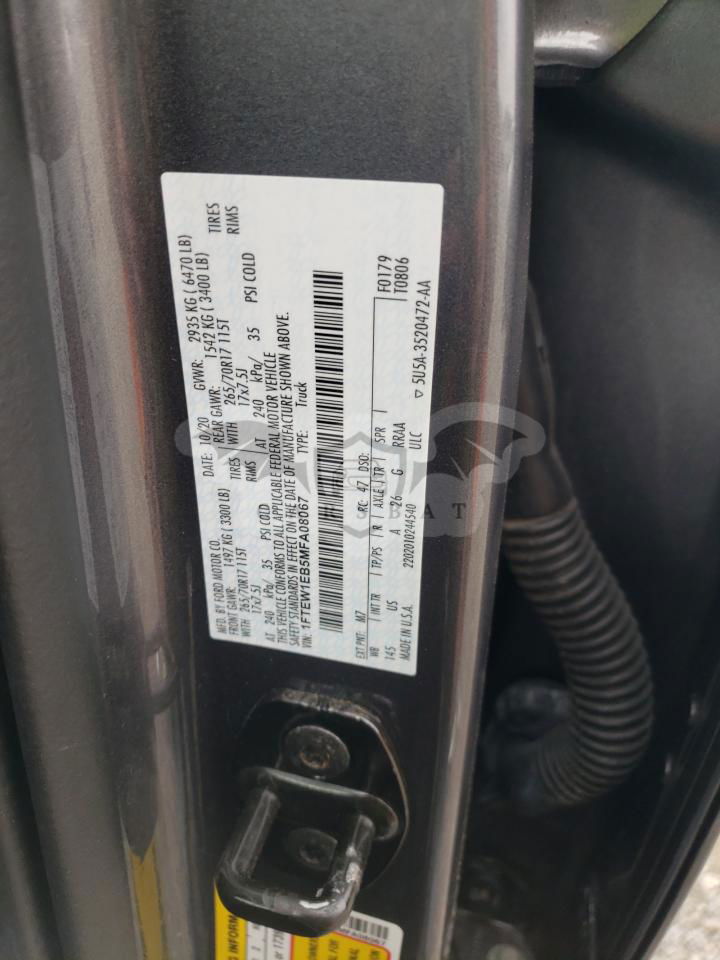 MFD. BY FORD MOTOR CO. DATE: 10/20 GVWR: 2935 KG ( 6470 LB)
FRONT GAWR: 1497 KG (3300 LB) REAR GAWR: 1542 KG ( 3400 LB)
WITH 265/70R17 115T TIRES WITH 265/70R17 115T TIRES
17x7.5J RIMS 17x7.5J RIMS
AT 240 kPa/ 35 PSI COLD AT 240 kPa/ 35 PSI COLD
THIS VEHICLE CONFORMS TO ALL APPLICABLE FEDERAL MOTOR VEHICLE
SAFETY STANDARDS IN EFFECT ON THE DATE OF MANUFACTURE SHOWN ABOVE.
VIN: 1FTEW1EB5MFA08067 TYPE: Truck
EXT PNT: M7 RC: 47 DSO: F0179
WB INT TR TP/PS R AXLE TR SPR T0806
145 US A 26 G RRAA
MADE IN U.S.A. 2202010244540 ULC 5U5A-3520472-AA